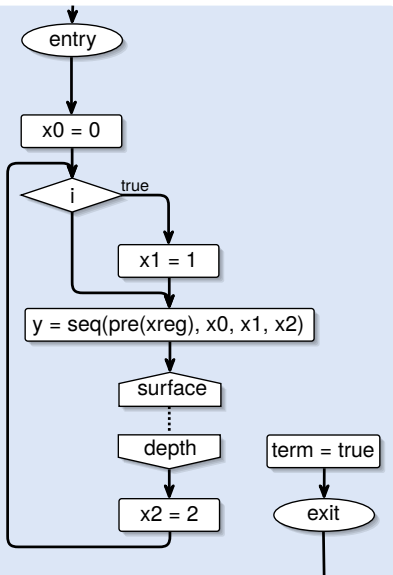 entry
x0 = 0
i
true
x1 = 1
y = seq(pre(xreg), x0, x1, x2)
surface
depth
term = true
x2 = 2
exit